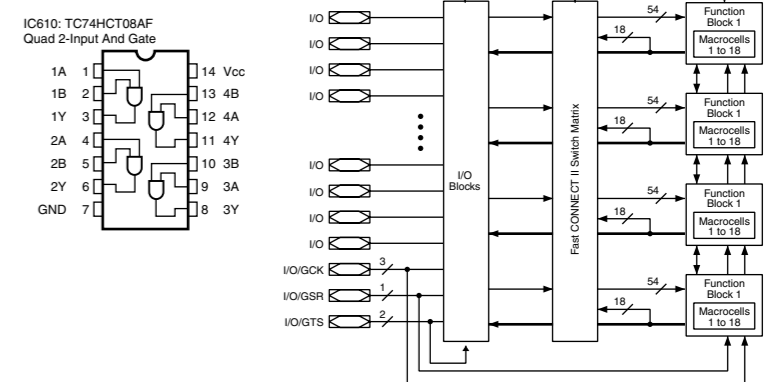 IC610: TC74HCT08AF
Quad 2-Input And Gate
1A 1
1B 2
1Y 3
2A 4
2B 5
2Y 6
GND 7
14 Vcc
13 4B
12 4A
11 4Y
10 3B
9 3A
8 3Y
I/O
I/O
I/O
I/O
I/O
I/O
I/O
I/O
I/O/GCK
3
I/O/GSR
1
I/O/GTS
2
I/O
Blocks
Fast CONNECT II Switch Matrix
54
18
Function
Block 1
Macrocells
1 to 18
54
18
Function
Block 1
Macrocells
1 to 18
54
18
Function
Block 1
Macrocells
1 to 18
54
18
Function
Block 1
Macrocells
1 to 18